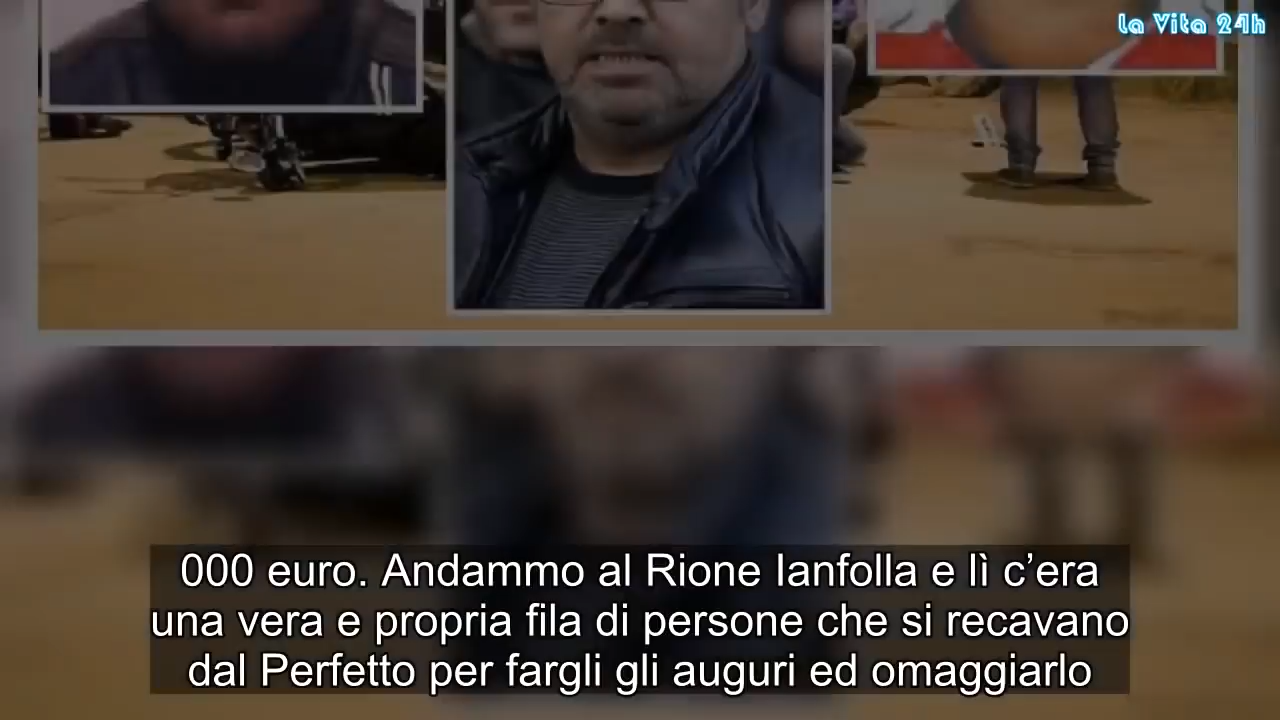 La Vita 24h
000 euro. Andammo al Rione Ianfolla e lì c’era
una vera e propria fila di persone che si recavano
dal Perfetto per fargli gli auguri ed omaggiarlo